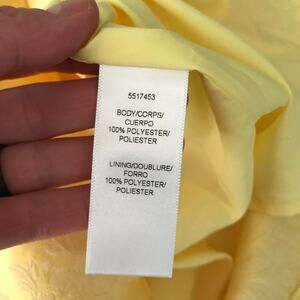 5517453
BODY/CORPS/
CUERPO
100% POLYESTER/
POLIESTER
LINING/DOUBLURE/
FORRO
100% POLYESTER/
POLIESTER